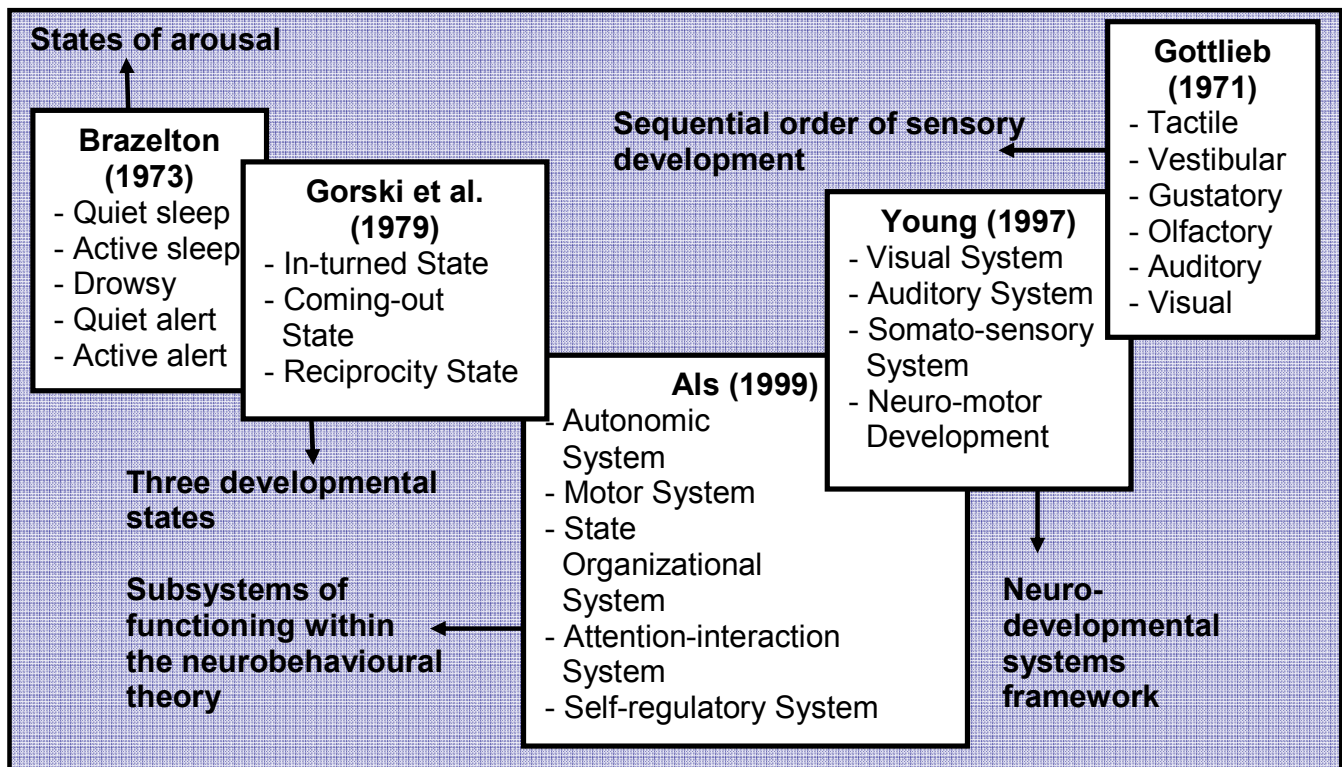 States of arousal
Brazelton
(1973)
- Quiet sleep
- Active sleep
- Drowsy
- Quiet alert
- Active alert
Gorski et al.
(1979)
- In-turned State
- Coming-out
State
- Reciprocity State
Three developmental
states
Subsystems of
functioning within
the neurobehavioural
theory
Als (1999)
- Autonomic
System
- Motor System
- State
Organizational
System
- Attention-interaction
System
- Self-regulatory System
Sequential order of sensory
development
Young (1997)
- Visual System
- Auditory System
- Somato-sensory
System
- Neuro-motor
Development
Neuro-
developmental
systems
framework
Gottlieb
(1971)
- Tactile
- Vestibular
- Gustatory
- Olfactory
- Auditory
- Visual